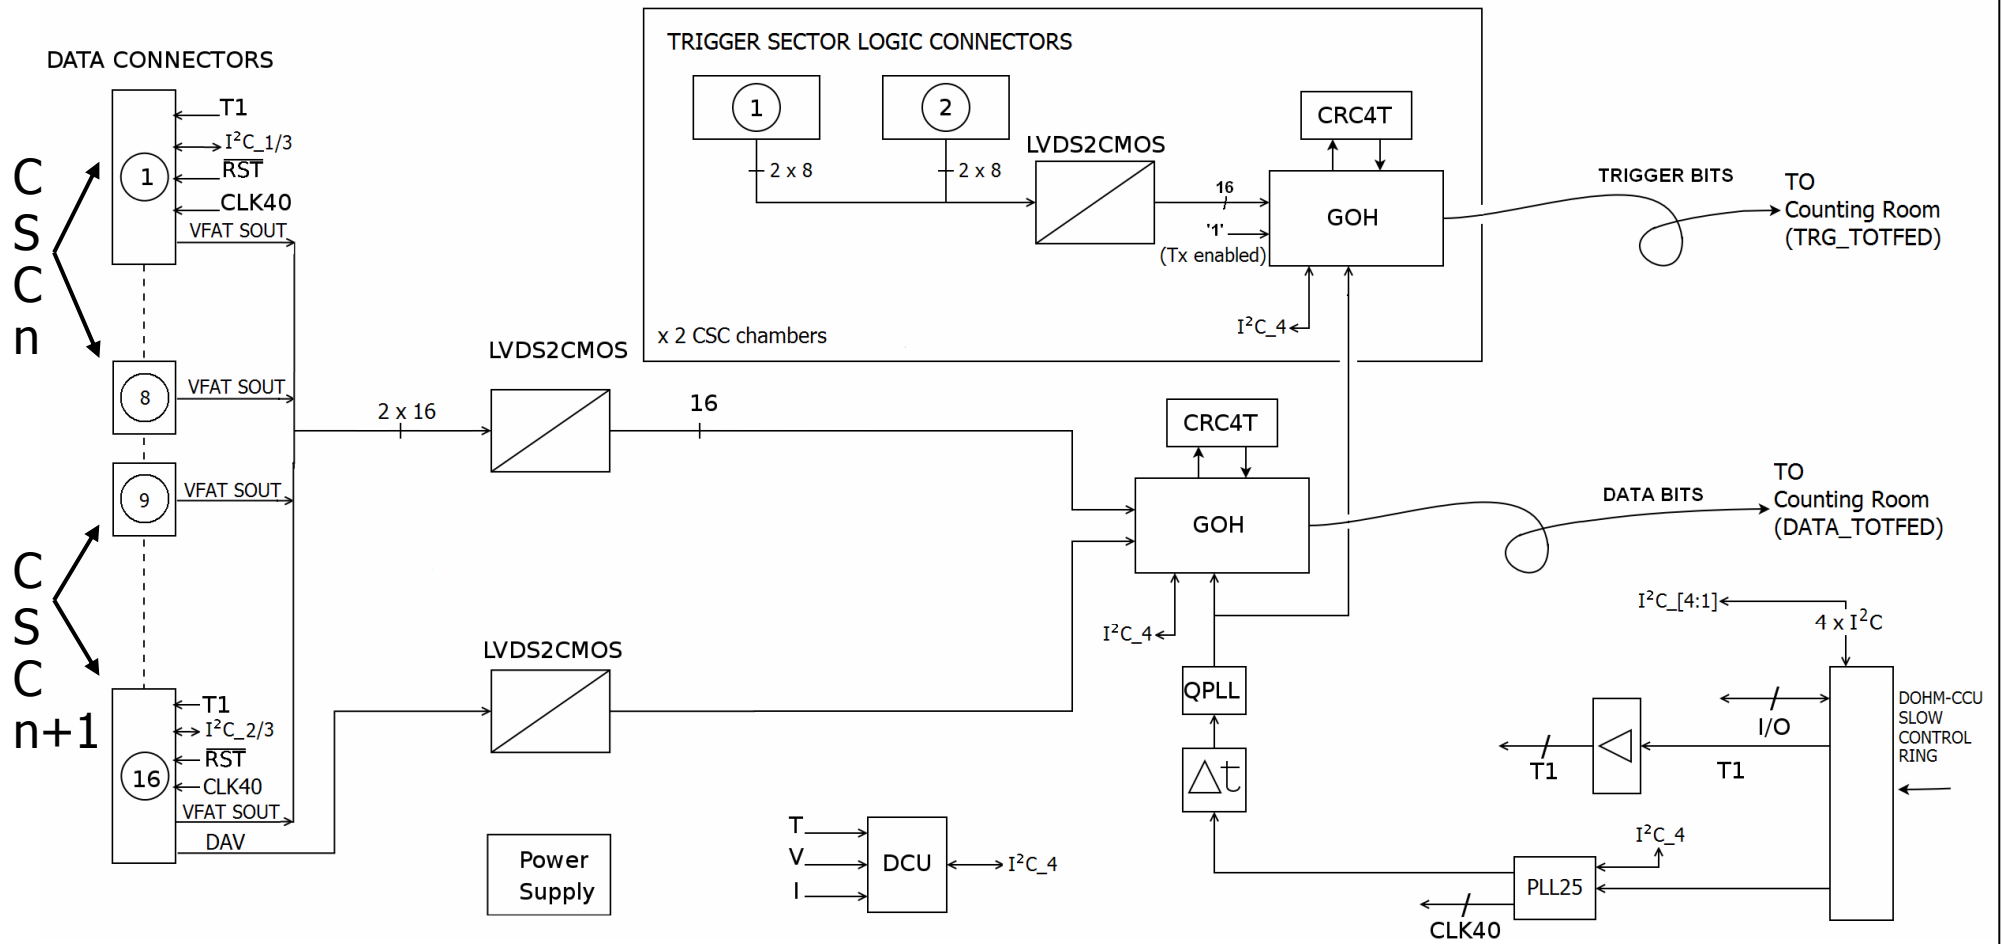 DATA CONNECTORS
C
S
C
n
1
T1
I²C_1/3
RST
CLK40
VFAT SOUT
8
VFAT SOUT
9
VFAT SOUT
C
S
C
n+1
T1
I²C_2/3
RST
CLK40
16
VFAT SOUT
DAV
2 x 16
LVDS2CMOS
16
LVDS2CMOS
Power
Supply
TRIGGER SECTOR LOGIC CONNECTORS
1
2
2 x 8
2 x 8
LVDS2CMOS
16
'1'
(Tx enabled)
CRC4T
GOH
I²C_4
x 2 CSC chambers
TRIGGER BITS
TO
Counting Room
(TRG_TOTFED)
CRC4T
GOH
I²C_4
DATA BITS
TO
Counting Room
(DATA_TOTFED)
QPLL
Δt
T
V
I
DCU
I²C_4
I²C_[4:1]
4 x I²C
I/O
T1
T1
DOHM-CCU
SLOW
CONTROL
RING
I²C_4
PLL25
CLK40